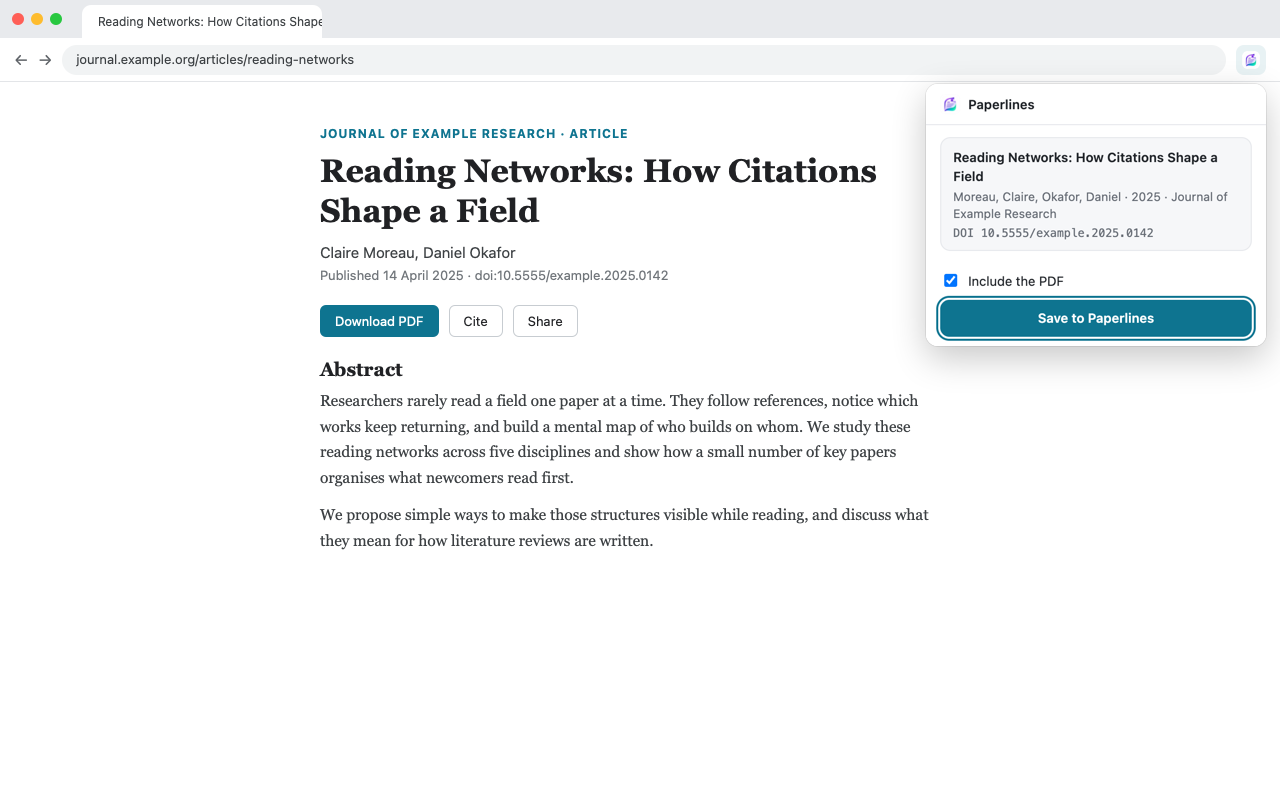 Reading Networks: How Citations Shape
journal.example.org/articles/reading-networks
JOURNAL OF EXAMPLE RESEARCH · ARTICLE
Reading Networks: How Citations
Shape a Field
Claire Moreau, Daniel Okafor
Published 14 April 2025 · doi:10.5555/example.2025.0142
Download PDF
Cite
Share
Abstract
Researchers rarely read a field one paper at a time. They follow references, notice which
works keep returning, and build a mental map of who builds on whom. We study these
reading networks across five disciplines and show how a small number of key papers
organises what newcomers read first.
We propose simple ways to make those structures visible while reading, and discuss what
they mean for how literature reviews are written.
Paperlines
Reading Networks: How Citations Shape a
Field
Moreau, Claire, Okafor, Daniel · 2025 · Journal of
Example Research
DOI 10.5555/example.2025.0142
Include the PDF
Save to Paperlines